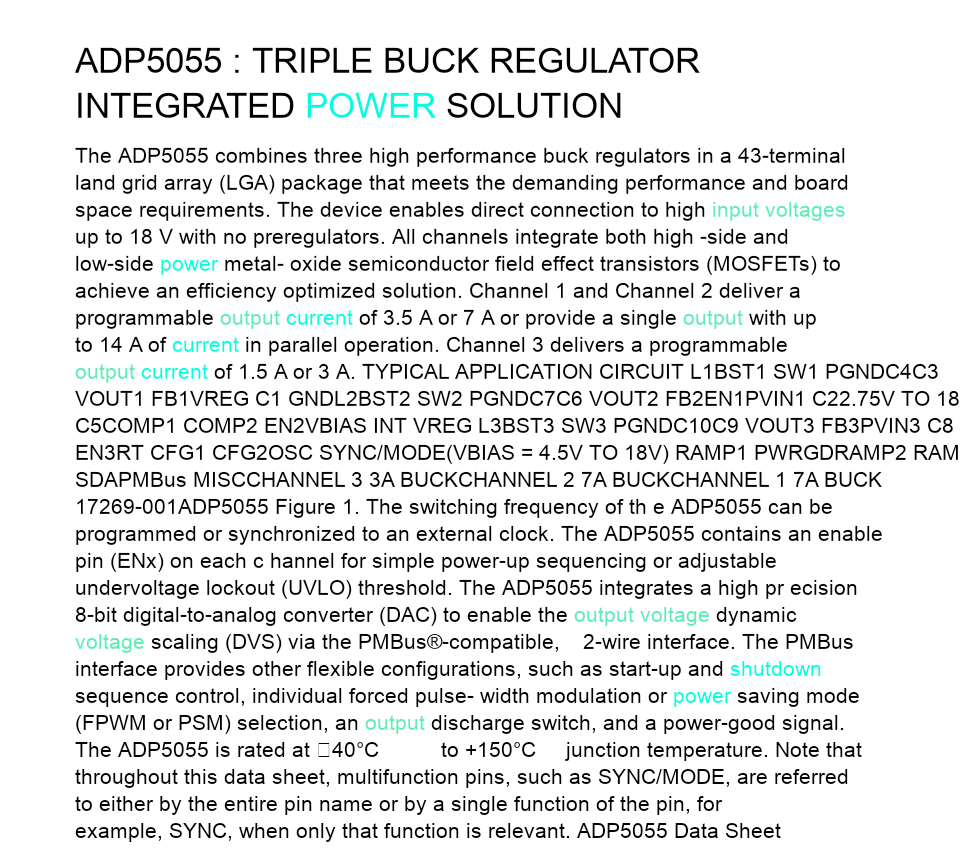 ADP5055 : TRIPLE BUCK REGULATOR
INTEGRATED POWER SOLUTION
The ADP5055 combines three high performance buck regulators in a 43-terminal
land grid array (LGA) package that meets the demanding performance and board
space requirements. The device enables direct connection to high input voltages
up to 18 V with no preregulators. All channels integrate both high -side and
low-side power metal- oxide semiconductor field effect transistors (MOSFETs) to
achieve an efficiency optimized solution. Channel 1 and Channel 2 deliver a
programmable output current of 3.5 A or 7 A or provide a single output with up
to 14 A of current in parallel operation. Channel 3 delivers a programmable
output current of 1.5 A or 3 A. TYPICAL APPLICATION CIRCUIT L1BST1 SW1 PGNDC4C3
VOUT1 FB1VREG C1 GNDL2BST2 SW2 PGNDC7C6 VOUT2 FB2EN1PVIN1 C22.75V TO 18
C5COMP1 COMP2 EN2VBIAS INT VREG L3BST3 SW3 PGNDC10C9 VOUT3 FB3PVIN3 C8
EN3RT CFG1 CFG2OSC SYNC/MODE(VBIAS = 4.5V TO 18V) RAMP1 PWRGDRAMP2 RAM
SDAPMBus MISCCHANNEL 3 3A BUCKCHANNEL 2 7A BUCKCHANNEL 1 7A BUCK
17269-001ADP5055 Figure 1. The switching frequency of th e ADP5055 can be
programmed or synchronized to an external clock. The ADP5055 contains an enable
pin (ENx) on each c hannel for simple power-up sequencing or adjustable
undervoltage lockout (UVLO) threshold. The ADP5055 integrates a high pr ecision
8-bit digital-to-analog converter (DAC) to enable the output voltage dynamic
voltage scaling (DVS) via the PMBus®-compatible, 2-wire interface. The PMBus
interface provides other flexible configurations, such as start-up and shutdown
sequence control, individual forced pulse- width modulation or power saving mode
(FPWM or PSM) selection, an output discharge switch, and a power-good signal.
The ADP5055 is rated at □40°C to +150°C junction temperature. Note that
throughout this data sheet, multifunction pins, such as SYNC/MODE, are referred
to either by the entire pin name or by a single function of the pin, for
example, SYNC, when only that function is relevant. ADP5055 Data Sheet